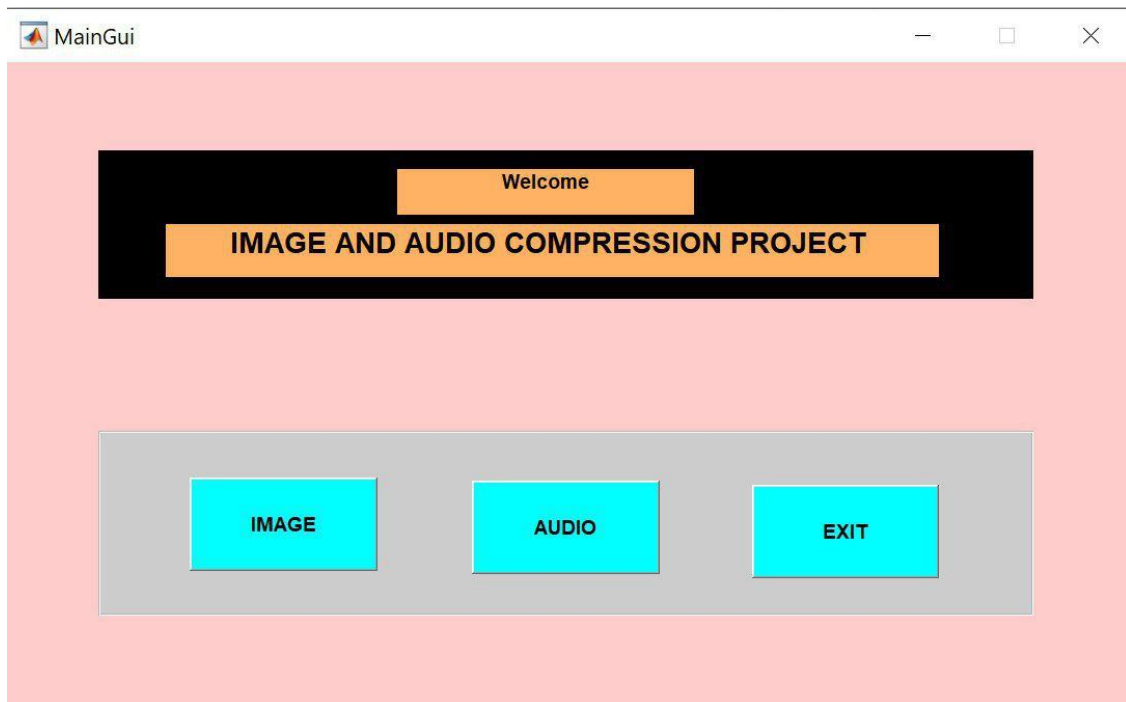 MainGui
Welcome
IMAGE AND AUDIO COMPRESSION PROJECT
IMAGE
AUDIO
EXIT